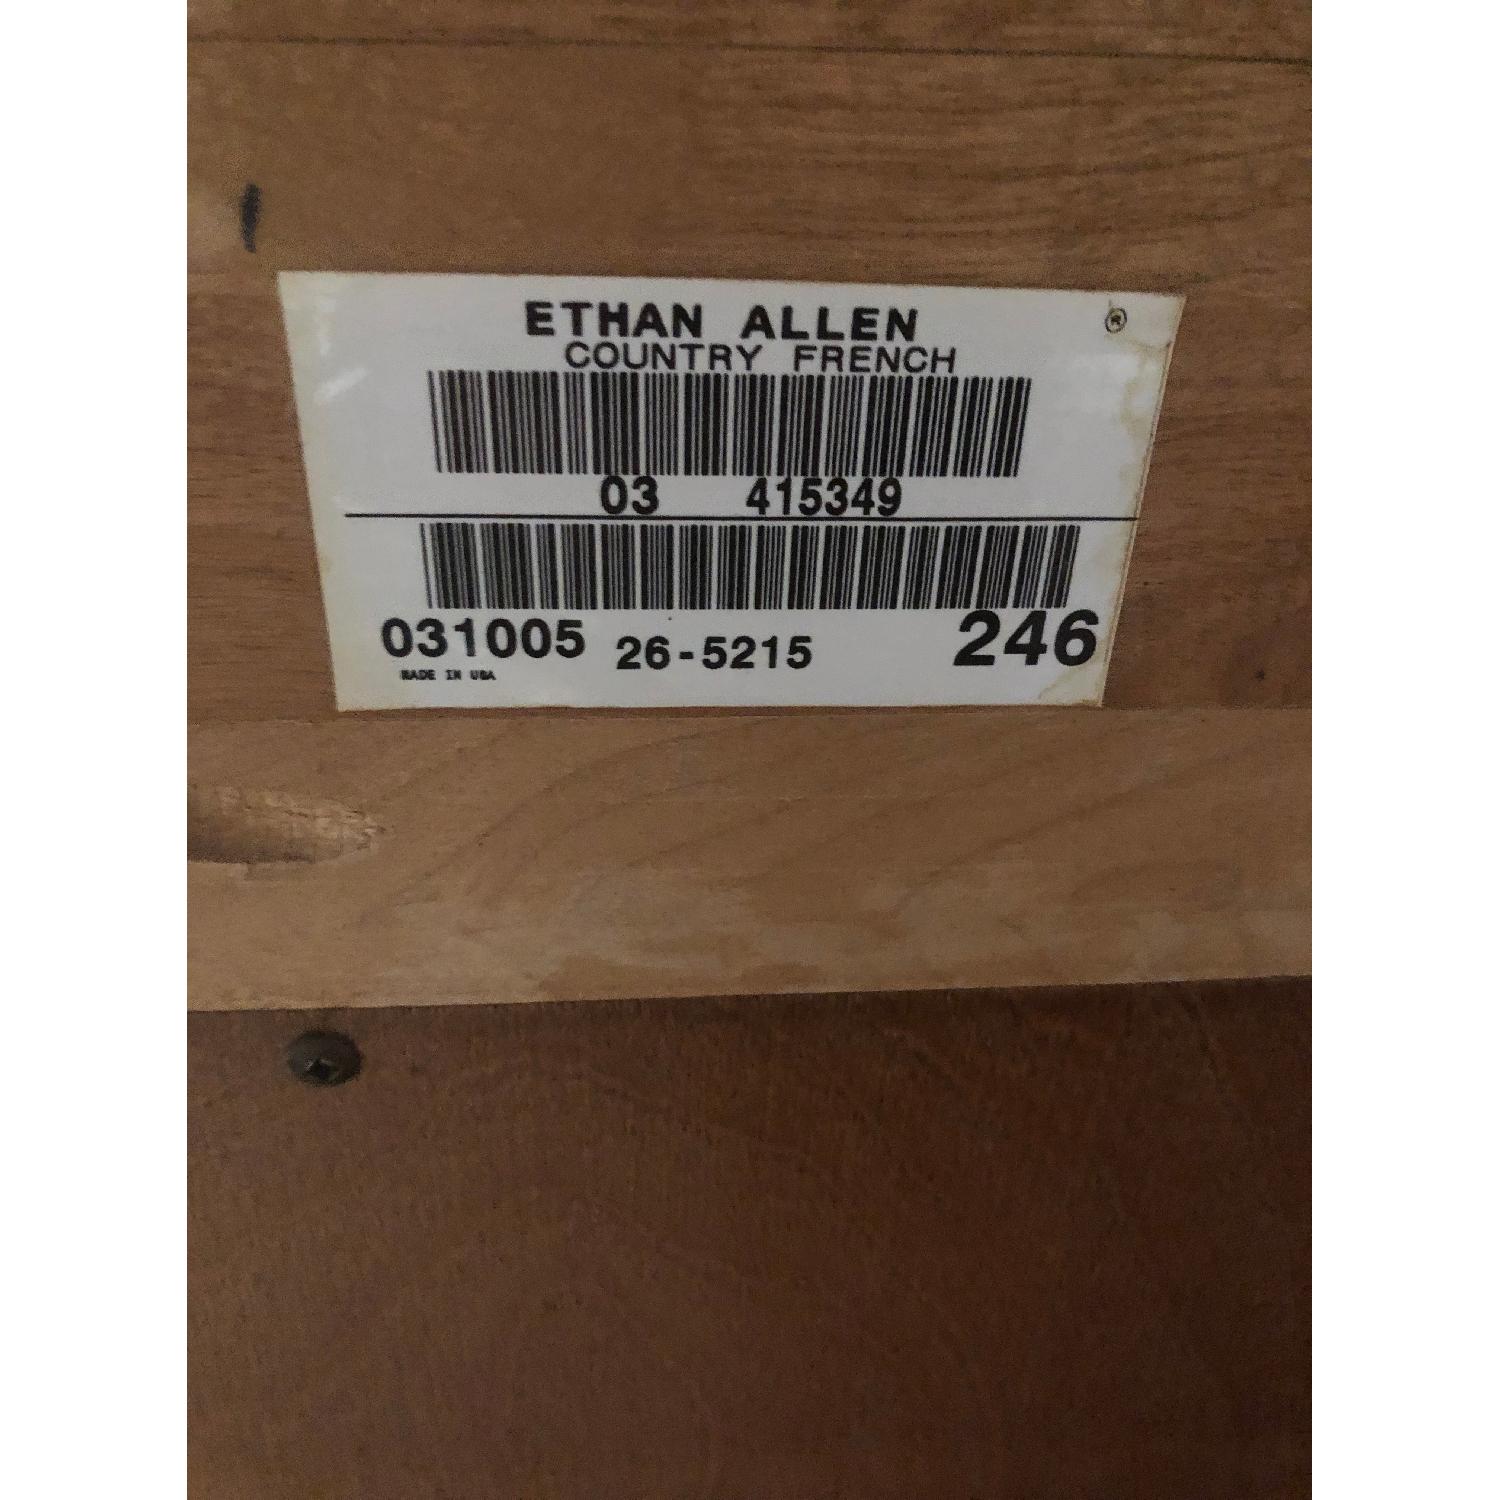 ETHAN ALLEN ®
COUNTRY FRENCH
03 415349
031005 26-5215 246
MADE IN USA